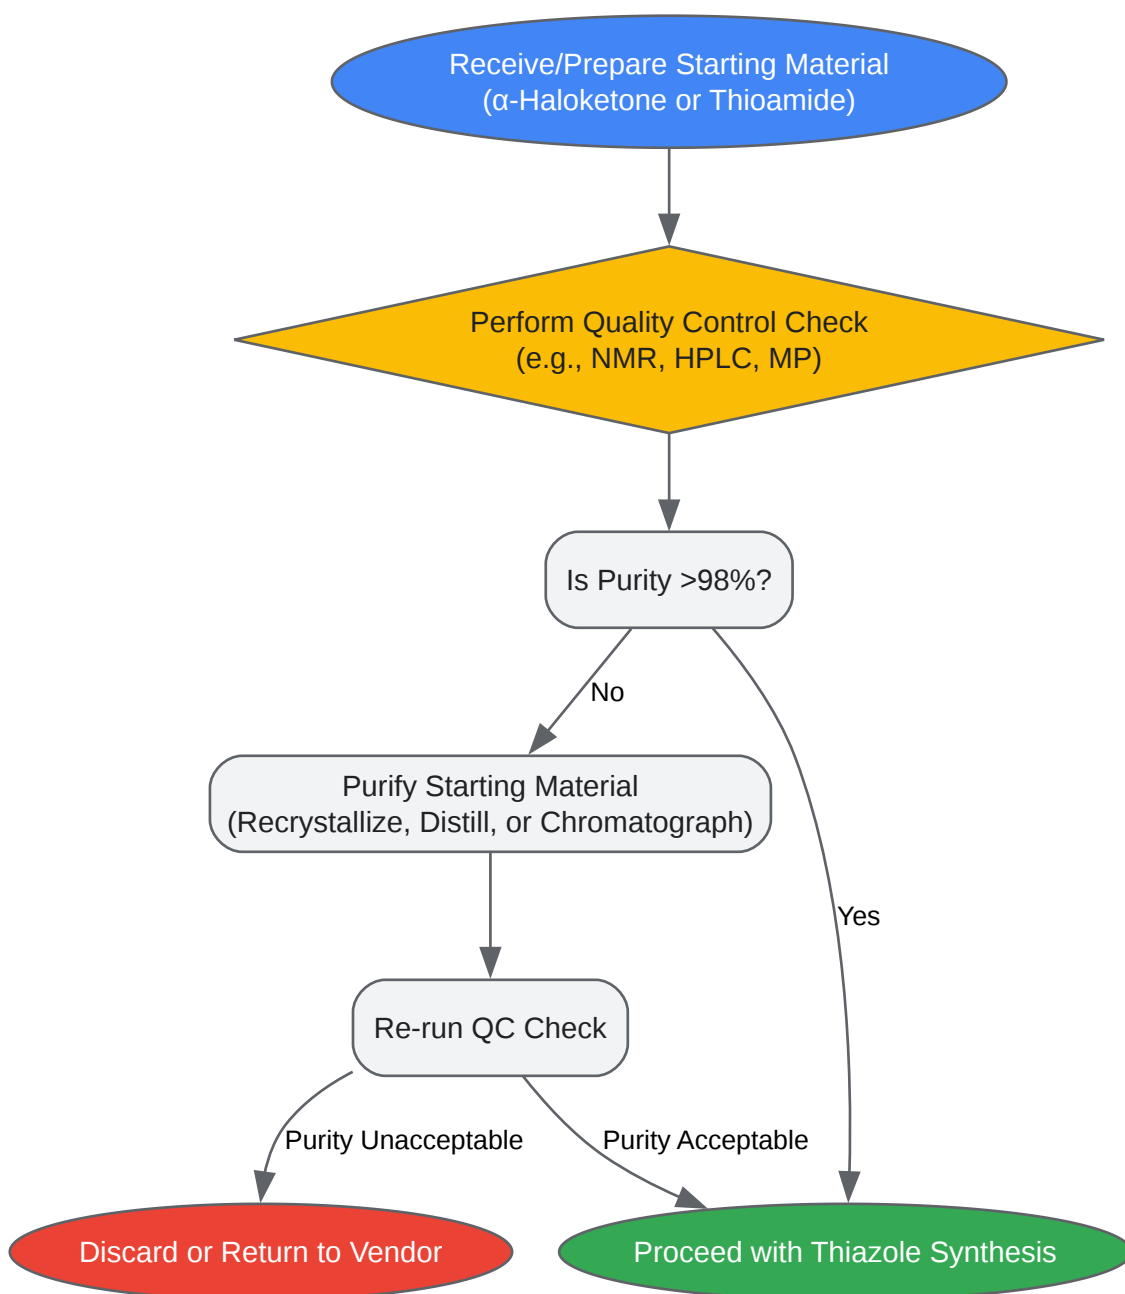 Receive/Prepare Starting Material
(α-Haloketone or Thioamide)
Perform Quality Control Check
(e.g., NMR, HPLC, MP)
Is Purity >98%?
No
Purify Starting Material
(Recrystallize, Distill, or Chromatograph)
Yes
Re-run QC Check
Purity Unacceptable
Purity Acceptable
Discard or Return to Vendor
Proceed with Thiazole Synthesis